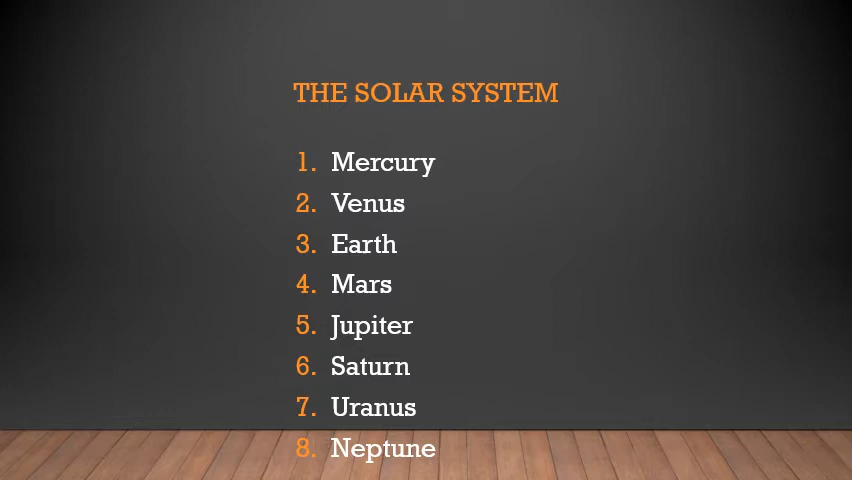 THE SOLAR SYSTEM
1. Mercury
2. Venus
3. Earth
4. Mars
5. Jupiter
6. Saturn
7. Uranus
8. Neptune